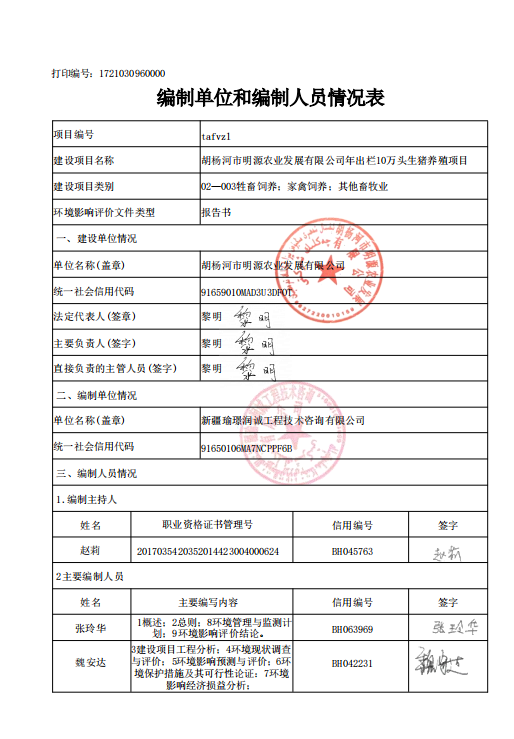 打印编号：1721030960000
编制单位和编制人员情况表
项目编号 tafvz1
建设项目名称 胡杨河市明源农业发展有限公司年出栏10万头生猪养殖项目
建设项目类别 02—003牲畜饲养；家禽饲养；其他畜牧业
环境影响评价文件类型 报告书
一、建设单位情况
单位名称(盖章) 胡杨河市明源农业发展有限公司
统一社会信用代码 91659010MAD3U3DP0T
法定代表人(签章) 黎明 黎明
主要负责人(签字) 黎明 黎明
直接负责的主管人员(签字) 黎明 黎明
二、编制单位情况
单位名称(盖章) 新疆瑜璟润诚工程技术咨询有限公司
统一社会信用代码 91650106MA7NCPPF6B
三、编制人员情况
1.编制主持人
姓名 职业资格证书管理号 信用编号 签字
赵莉 2017035420352014423004000624 BH045763 赵莉
2主要编制人员
姓名 主要编写内容 信用编号 签字
张玲华 1概述；2总则；8环境管理与监测计
划；9环境影响评价结论。 BH063969 张玲华
魏安达 3建设项目工程分析；4环境现状调查
与评价；5环境影响预测与评价；6环
境保护措施及其可行性论证：7环境
影响经济损益分析； BH042231 魏安达